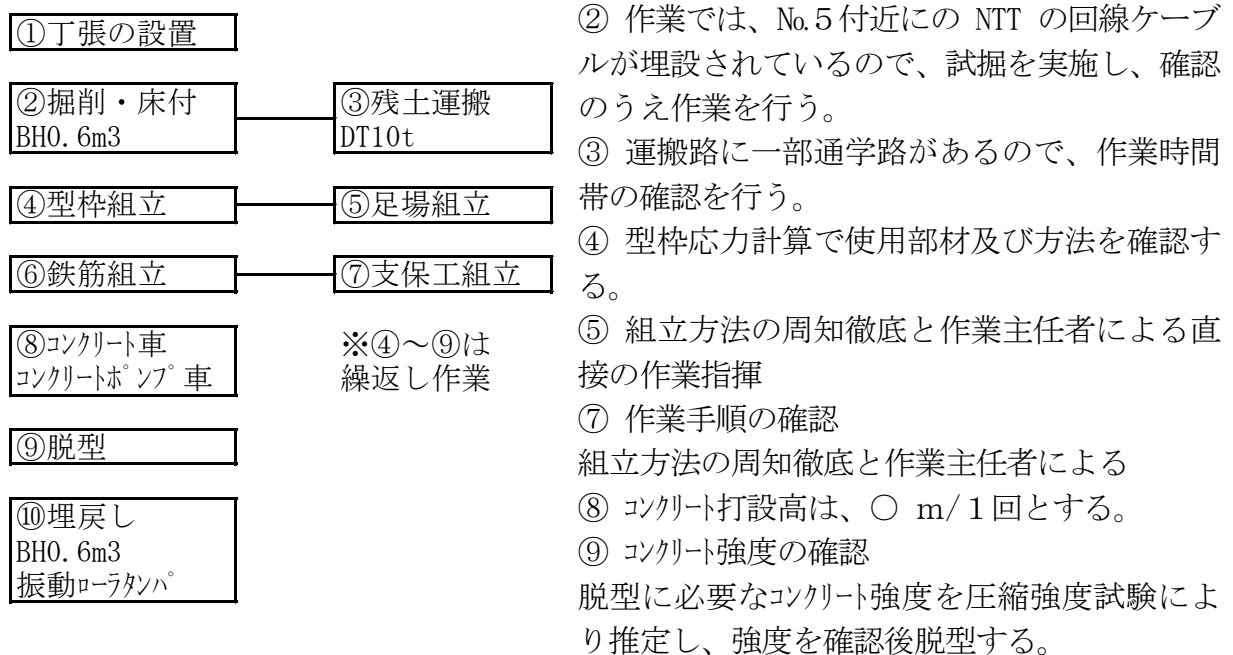 ①丁張の設置
②掘削・床付
BH0.6m3
③残土運搬
DT10t
④型枠組立
⑤足場組立
⑥鉄筋組立
⑦支保工組立
⑧ｺﾝｸﾘｰﾄ車
ｺﾝｸﾘｰﾄﾎﾟﾝﾌﾟ車
※④～⑨は
繰返し作業
⑨脱型
⑩埋戻し
BH0.6m3
振動ﾛｰﾗﾀﾝﾊﾟ
② 作業では、№５付近にの NTT の回線ケーブ
ルが埋設されているので、試掘を実施し、確認
のうえ作業を行う。
③ 運搬路に一部通学路があるので、作業時間
帯の確認を行う。
④ 型枠応力計算で使用部材及び方法を確認す
る。
⑤ 組立方法の周知徹底と作業主任者による直
接の作業指揮
⑦ 作業手順の確認
組立方法の周知徹底と作業主任者による
⑧ ｺﾝｸﾘｰﾄ打設高は、○ ｍ/１回とする。
⑨ ｺﾝｸﾘｰﾄ強度の確認
脱型に必要なｺﾝｸﾘｰﾄ強度を圧縮強度試験によ
り推定し、強度を確認後脱型する。